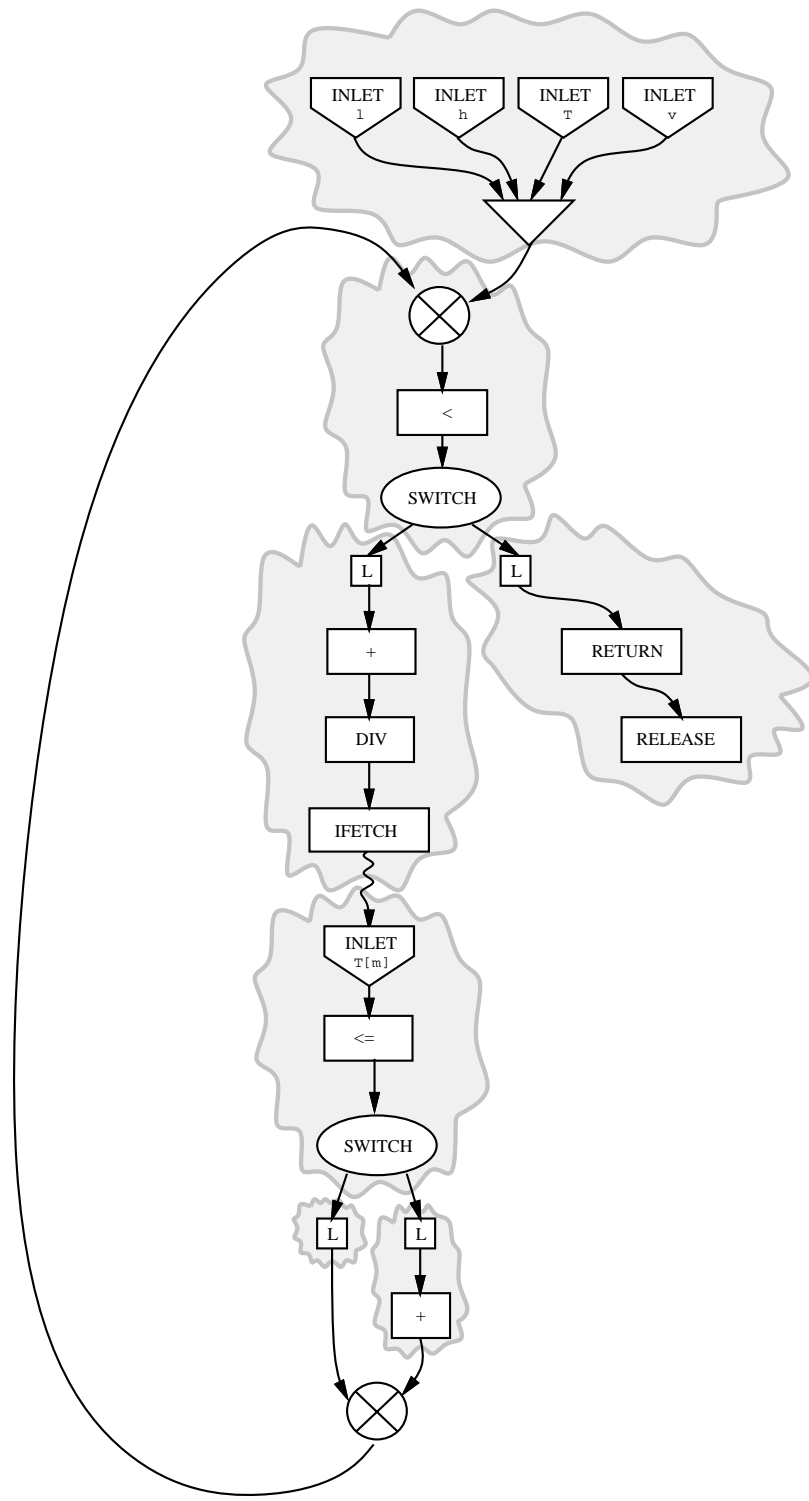 INLET INLET INLET INLET
l h T v
<
SWITCH
L L
+ RETURN
DIV RELEASE
IFETCH
INLET
T[m]
<=
SWITCH
L L
+